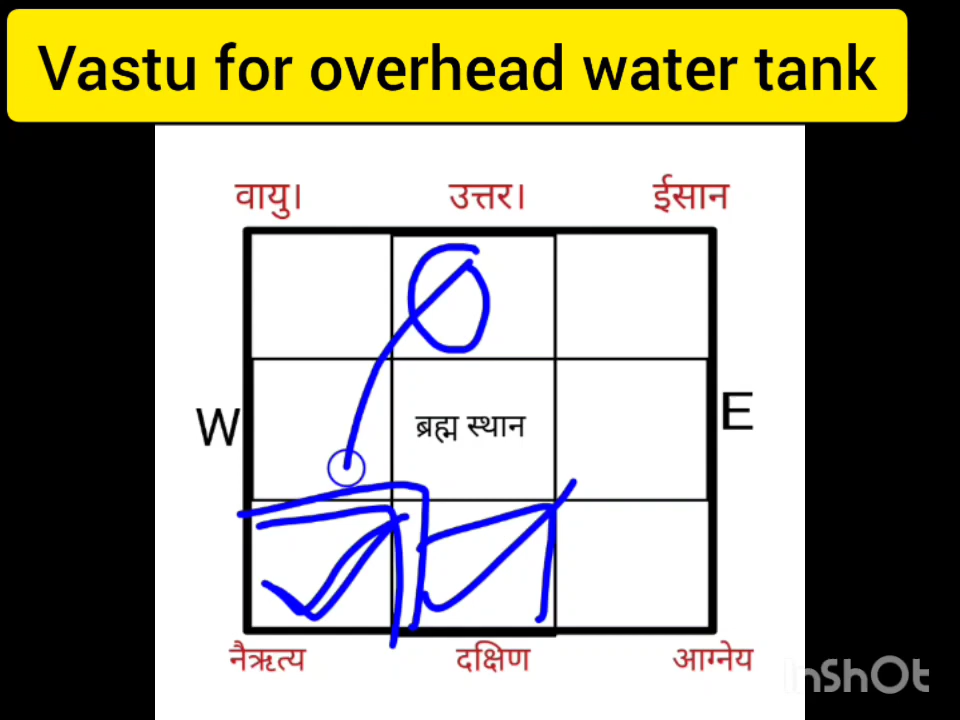 Vastu for overhead water tank
वायु। उत्तर। ईसान
W ब्रह्म स्थान E
नैऋत्य दक्षिण आग्नेय
InShOt